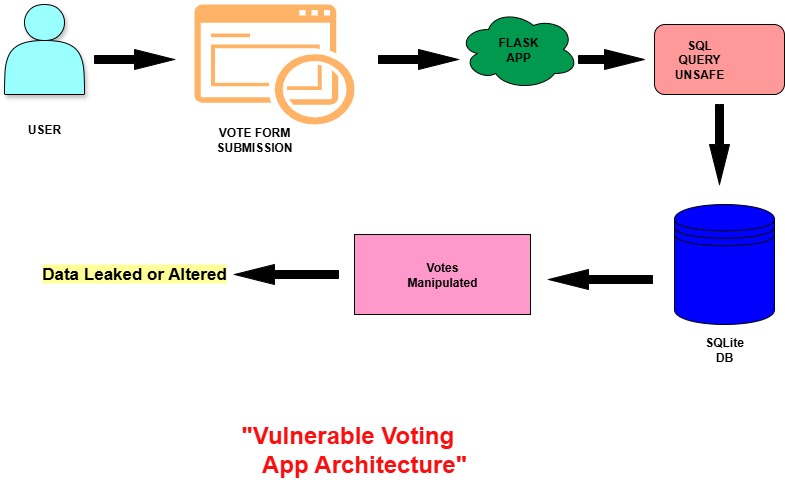 USER
VOTE FORM
SUBMISSION
FLASK
APP
SQL
QUERY
UNSAFE
SQLite
DB
Votes
Manipulated
Data Leaked or Altered
"Vulnerable Voting
App Architecture"